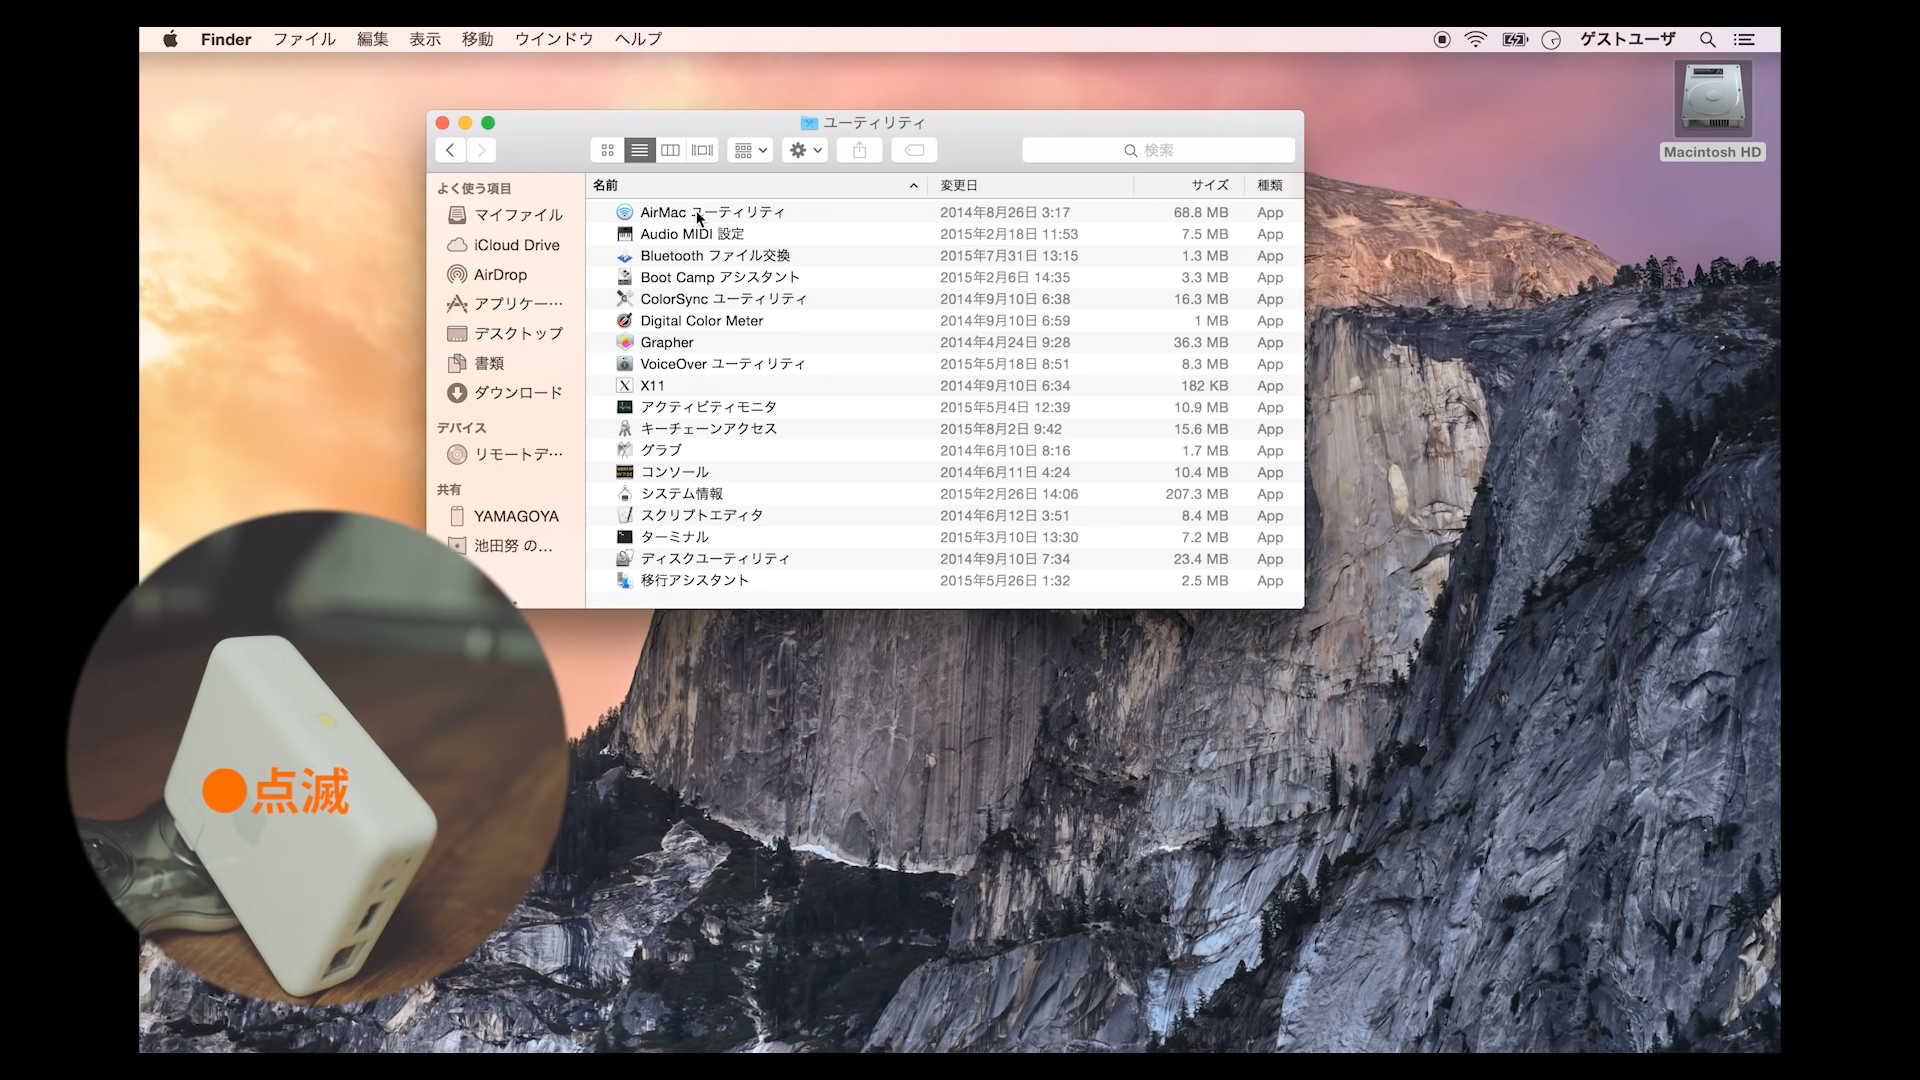 Finder ファイル 編集 表示 移動 ウインドウ ヘルプ ゲストユーザ
Macintosh HD
ユーティリティ
検索
よく使う項目
マイファイル
iCloud Drive
AirDrop
アプリケー…
デスクトップ
書類
ダウンロード
デバイス
リモートデ…
共有
YAMAGOYA
池田努 の…
名前 変更日 サイズ 種類
AirMac ユーティリティ 2014年8月26日 3:17 68.8 MB App
Audio MIDI 設定 2015年2月18日 11:53 7.5 MB App
Bluetooth ファイル交換 2015年7月31日 13:15 1.3 MB App
Boot Camp アシスタント 2015年2月6日 14:35 3.3 MB App
ColorSync ユーティリティ 2014年9月10日 6:38 16.3 MB App
Digital Color Meter 2014年9月10日 6:59 1 MB App
Grapher 2014年4月24日 9:28 36.3 MB App
VoiceOver ユーティリティ 2015年5月18日 8:51 8.3 MB App
X11 2014年9月10日 6:34 182 KB App
アクティビティモニタ 2015年5月4日 12:39 10.9 MB App
キーチェーンアクセス 2015年8月2日 9:42 15.6 MB App
グラブ 2014年6月10日 8:16 1.7 MB App
コンソール 2014年6月11日 4:24 10.4 MB App
システム情報 2015年2月26日 14:06 207.3 MB App
スクリプトエディタ 2014年6月12日 3:51 8.4 MB App
ターミナル 2015年3月10日 13:30 7.2 MB App
ディスクユーティリティ 2014年9月10日 7:34 23.4 MB App
移行アシスタント 2015年5月26日 1:32 2.5 MB App
●点滅